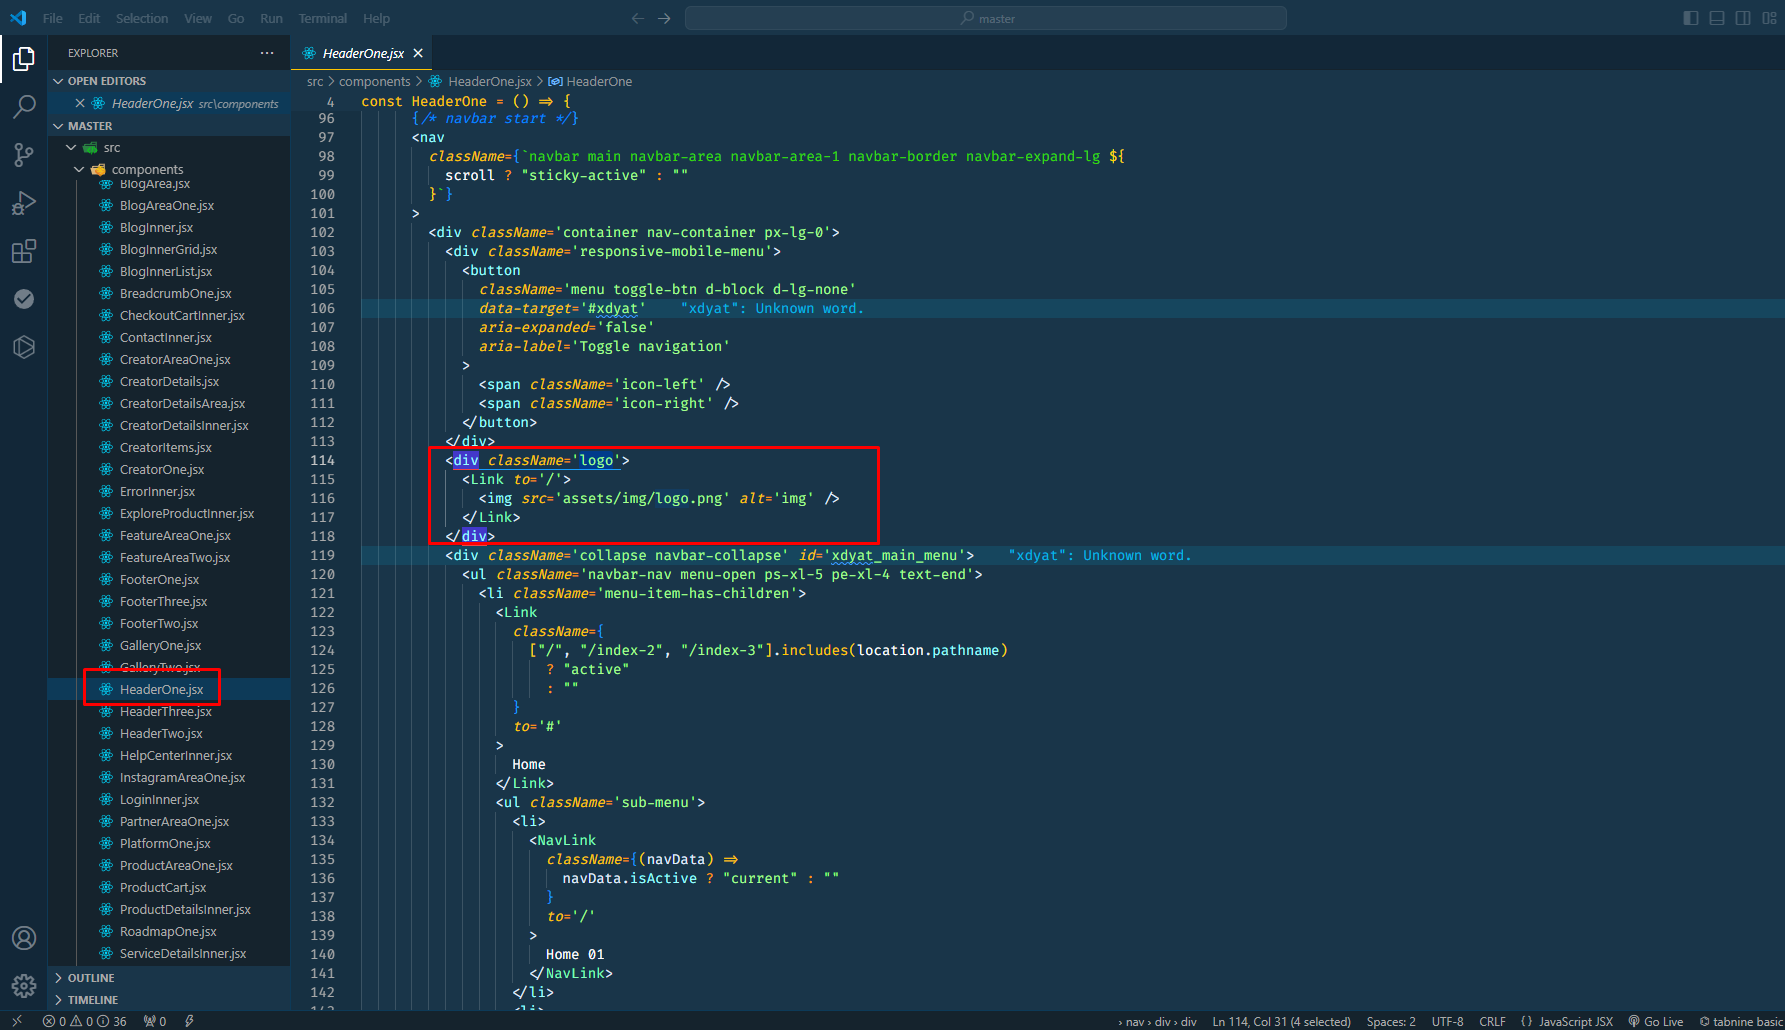 File Edit Selection View Go Run Terminal Help
master
EXPLORER
HeaderOne.jsx
OPEN EDITORS
HeaderOne.jsx src\components
MASTER
src
components
BlogArea.jsx
BlogAreaOne.jsx
BlogInner.jsx
BlogInnerGrid.jsx
BlogInnerList.jsx
BreadcrumbOne.jsx
CheckoutCartInner.jsx
ContactInner.jsx
CreatorAreaOne.jsx
CreatorDetails.jsx
CreatorDetailsArea.jsx
CreatorDetailsInner.jsx
CreatorItems.jsx
CreatorOne.jsx
ErrorInner.jsx
ExploreProductInner.jsx
FeatureAreaOne.jsx
FeatureAreaTwo.jsx
FooterOne.jsx
FooterThree.jsx
FooterTwo.jsx
GalleryOne.jsx
GalleryTwo.jsx
HeaderOne.jsx
HeaderThree.jsx
HeaderTwo.jsx
HelpCenterInner.jsx
InstagramAreaOne.jsx
LoginInner.jsx
PartnerAreaOne.jsx
PlatformOne.jsx
ProductAreaOne.jsx
ProductCart.jsx
ProductDetailsInner.jsx
RoadmapOne.jsx
ServiceDetailsInner.jsx
OUTLINE
TIMELINE
src > components > HeaderOne.jsx > HeaderOne
4 const HeaderOne = () => {
96 {/* navbar start */}
97 <nav
98 className={`navbar main navbar-area navbar-area-1 navbar-border navbar-expand-lg ${
99 scroll ? "sticky-active" : ""
100 }`}
101 >
102 <div className='container nav-container px-lg-0'>
103 <div className='responsive-mobile-menu'>
104 <button
105 className='menu toggle-btn d-block d-lg-none'
106 data-target='#xdyat' "xdyat": Unknown word.
107 aria-expanded='false'
108 aria-label='Toggle navigation'
109 >
110 <span className='icon-left' />
111 <span className='icon-right' />
112 </button>
113 </div>
114 <div className='logo'>
115 <Link to='/'>
116 <img src='assets/img/logo.png' alt='img' />
117 </Link>
118 </div>
119 <div className='collapse navbar-collapse' id='xdyat_main_menu'> "xdyat": Unknown word.
120 <ul className='navbar-nav menu-open ps-xl-5 pe-xl-4 text-end'>
121 <li className='menu-item-has-children'>
122 <Link
123 className={
124 ["/", "/index-2", "/index-3"].includes(location.pathname)
125 ? "active"
126 : ""
127 }
128 to='#'
129 >
130 Home
131 </Link>
132 <ul className='sub-menu'>
133 <li>
134 <NavLink
135 className={(navData) =>
136 navData.isActive ? "current" : ""
137 }
138 to='/'
139 >
140 Home 01
141 </NavLink>
142 </li>
143 <li>
0 0 36 0
› nav › div › div Ln 114, Col 31 (4 selected) Spaces: 2 UTF-8 CRLF {} JavaScript JSX Go Live tabnine basic